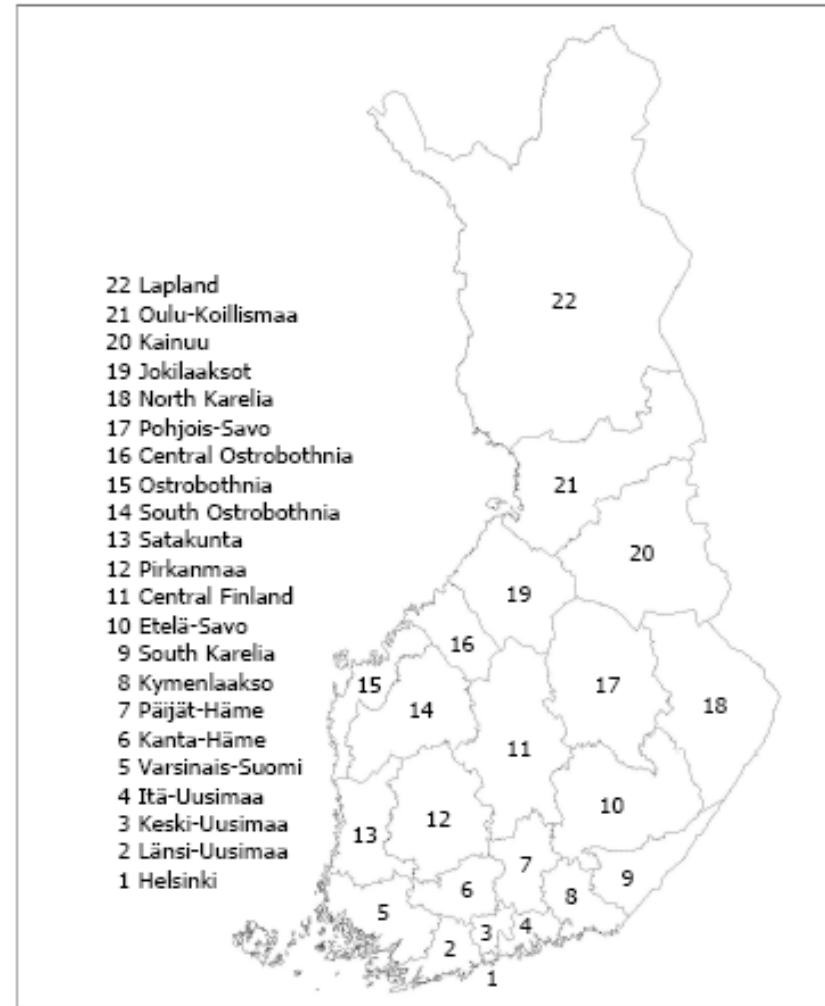 22 Lapland
21 Oulu-Koillismaa
20 Kainuu
19 Jokilaaksot
18 North Karelia
17 Pohjois-Savo
16 Central Ostrobothnia
15 Ostrobothnia
14 South Ostrobothnia
13 Satakunta
12 Pirkanmaa
11 Central Finland
10 Etelä-Savo
9 South Karelia
8 Kymenlaakso
7 Päijät-Häme
6 Kanta-Häme
5 Varsinais-Suomi
4 Itä-Uusimaa
3 Keski-Uusimaa
2 Länsi-Uusimaa
1 Helsinki
22
21
20
19
16
15
17
18
14
11
10
12
13
7
9
6
8
5
4
3
2
1